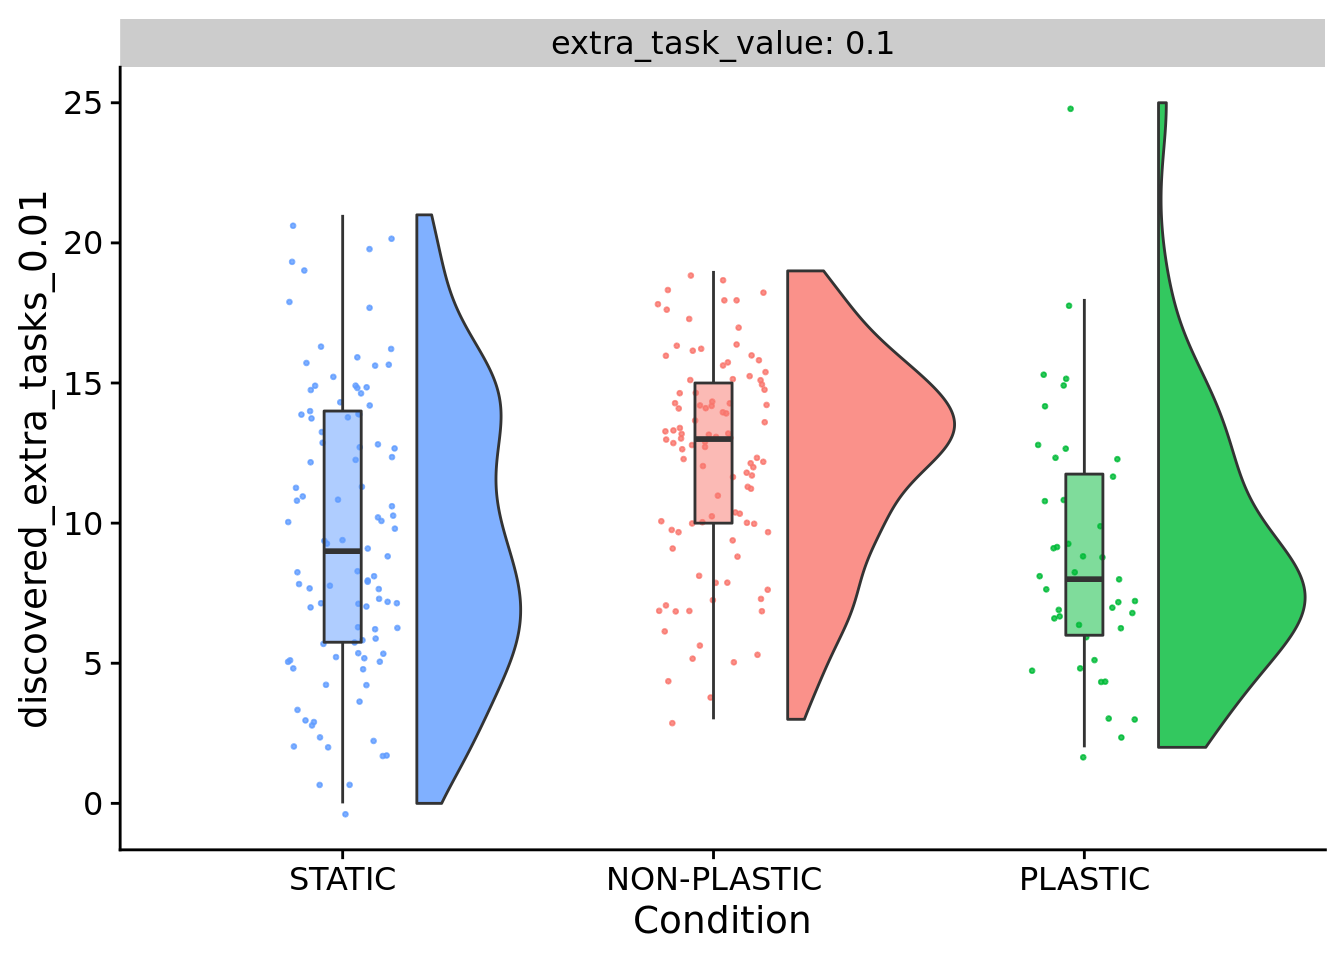 extra_task_value: 0.1
discovered_extra_tasks_0.01
25
20
15
10
5
0
STATIC
NON-PLASTIC
PLASTIC
Condition